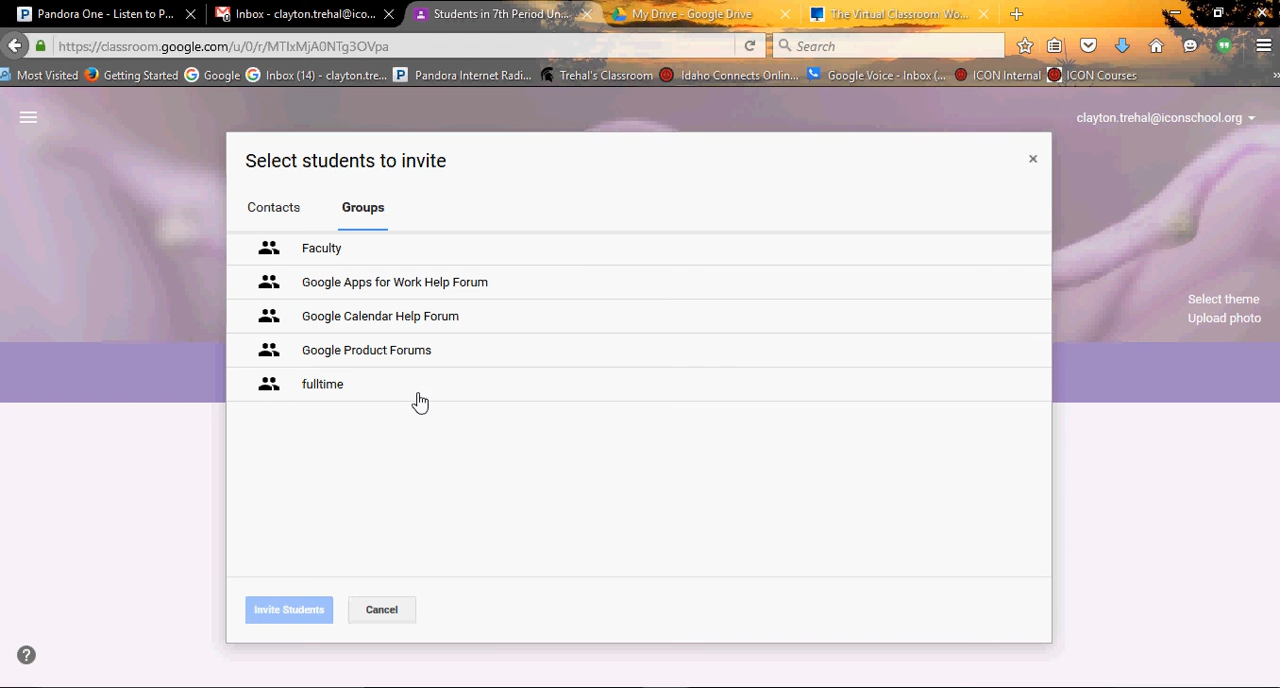 Pandora One - Listen to P...
Inbox - clayton.trehal@ico...
Students in 7th Period Un...
My Drive - Google Drive
The Virtual Classroom Wo...
https://classroom.google.com/u/0/r/MTIxMjA0NTg3OVpa
Search
Most Visited
Getting Started
Google
Inbox (14) - clayton.tre...
Pandora Internet Radi...
Trehal's Classroom
Idaho Connects Onlin...
Google Voice - Inbox (...
ICON Internal
ICON Courses
clayton.trehal@iconschool.org
Select students to invite
Contacts
Groups
Faculty
Google Apps for Work Help Forum
Google Calendar Help Forum
Google Product Forums
fulltime
Select theme
Upload photo
Invite Students
Cancel